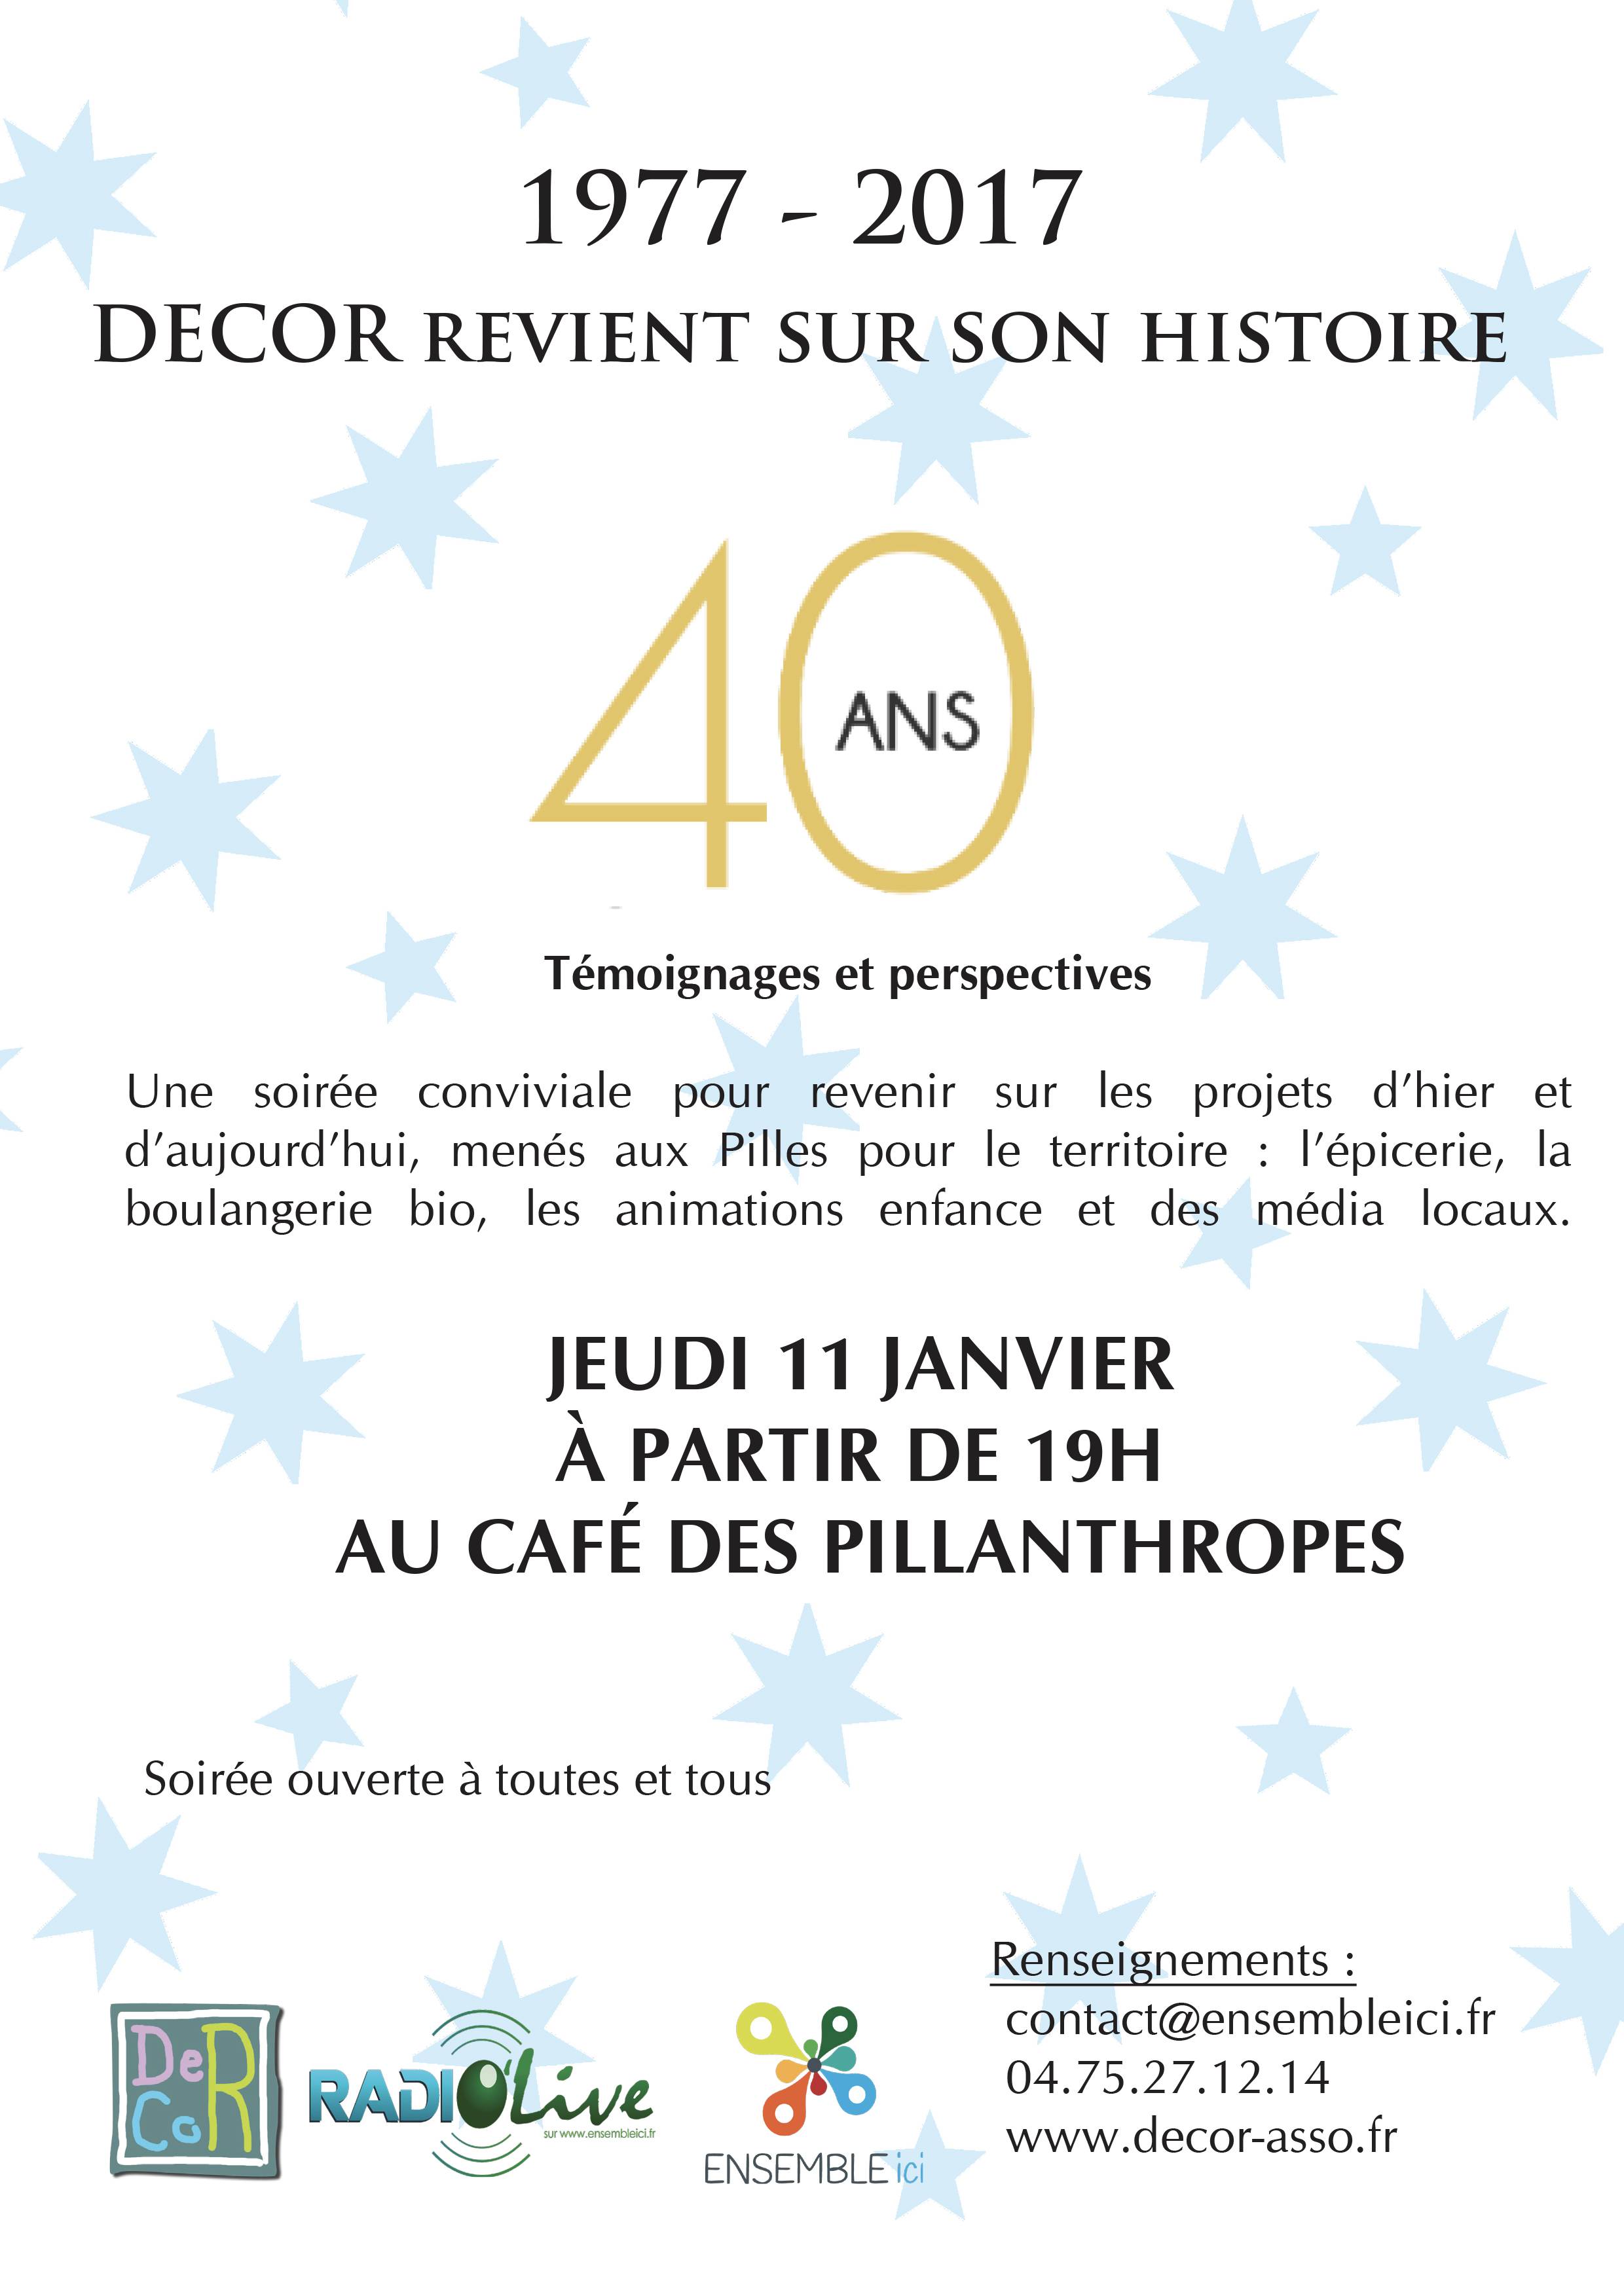 1977 - 2017
DECOR REVIENT SUR SON HISTOIRE
40
ANS
Témoignages et perspectives
Une soirée conviviale pour revenir sur les projets d'hier et
d'aujourd'hui, menés aux Pilles pour le territoire : l'épicerie, la
boulangerie bio, les animations enfance et des média locaux.
JEUDI 11 JANVIER
À PARTIR DE 19H
AU CAFÉ DES PILLANTHROPES
Soirée ouverte à toutes et tous
Renseignements :
contact@ensembleici.fr
04.75.27.12.14
www.decor-asso.fr
DeCoR
RADIO'Live
sur www.ensembleici.fr
ENSEMBLE ici